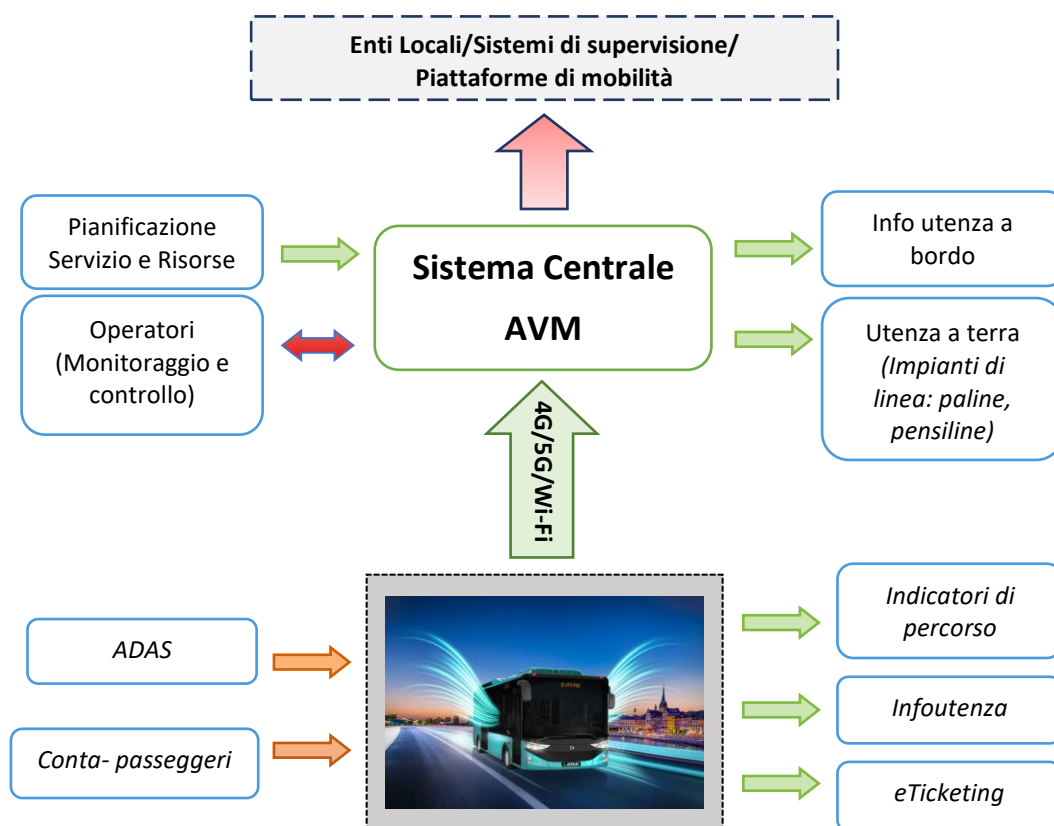 Enti Locali/Sistemi di supervisione/
Piattaforme di mobilità
Pianificazione
Servizio e Risorse
Operatori
(Monitoraggio e
controllo)
Sistema Centrale
AVM
Info utenza a
bordo
Utenza a terra
(Impianti di
linea: paline,
pensiline)
4G/5G/Wi-Fi
ADAS
Conta- passeggeri
Indicatori di
percorso
Infoutenza
eTicketing